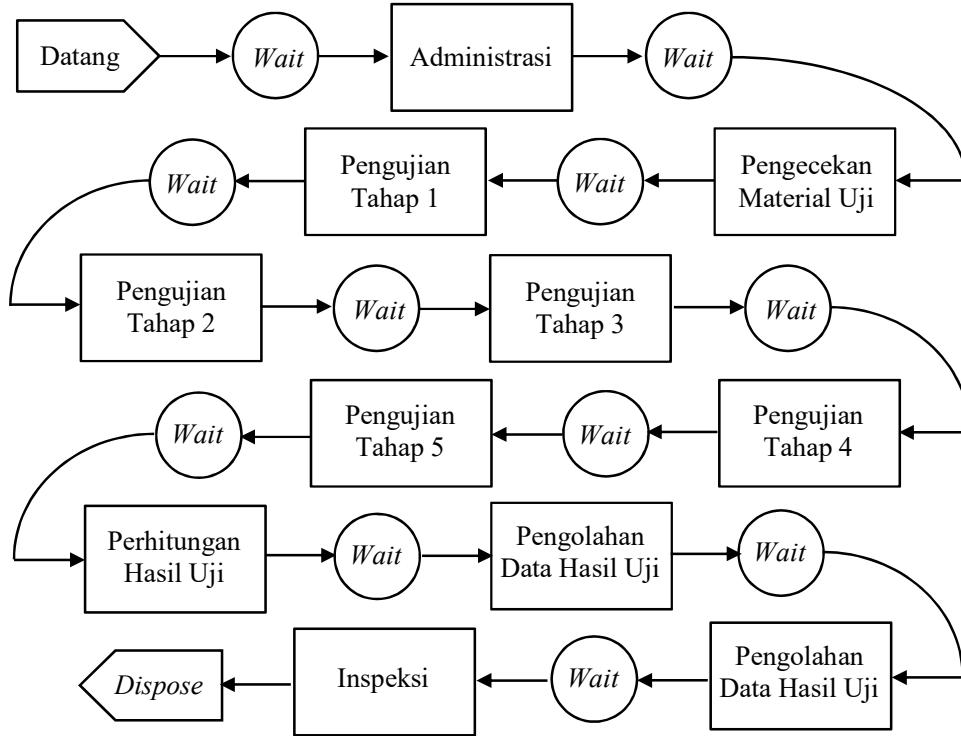 Datang
Wait
Administrasi
Wait
Pengecekan
Material Uji
Wait
Pengujian
Tahap 1
Wait
Pengujian
Tahap 2
Wait
Pengujian
Tahap 3
Wait
Pengujian
Tahap 4
Wait
Pengujian
Tahap 5
Wait
Perhitungan
Hasil Uji
Wait
Pengolahan
Data Hasil Uji
Wait
Pengolahan
Data Hasil Uji
Wait
Inspeksi
Dispose